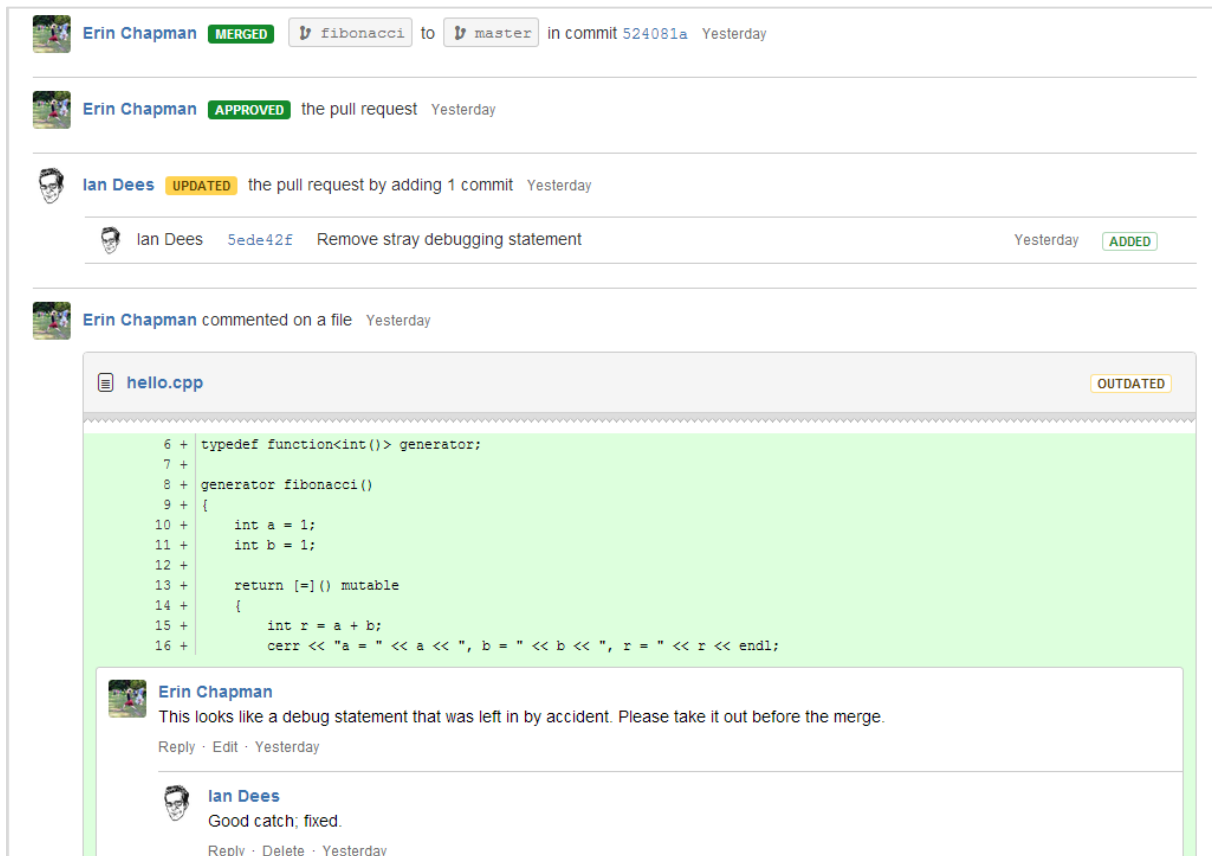 Erin Chapman MERGED fibonacci to master in commit 524081a Yesterday
Erin Chapman APPROVED the pull request Yesterday
Ian Dees UPDATED the pull request by adding 1 commit Yesterday
Ian Dees 5ede42f Remove stray debugging statement Yesterday ADDED
Erin Chapman commented on a file Yesterday
hello.cpp OUTDATED
6 + typedef function<int()> generator;
7 +
8 + generator fibonacci()
9 + {
10 +     int a = 1;
11 +     int b = 1;
12 +
13 +     return [=]() mutable
14 +     {
15 +         int r = a + b;
16 +         cerr << "a = " << a << ", b = " << b << ", r = " << r << endl;
Erin Chapman
This looks like a debug statement that was left in by accident. Please take it out before the merge.
Reply · Edit · Yesterday
Ian Dees
Good catch; fixed.
Reply · Delete · Yesterday